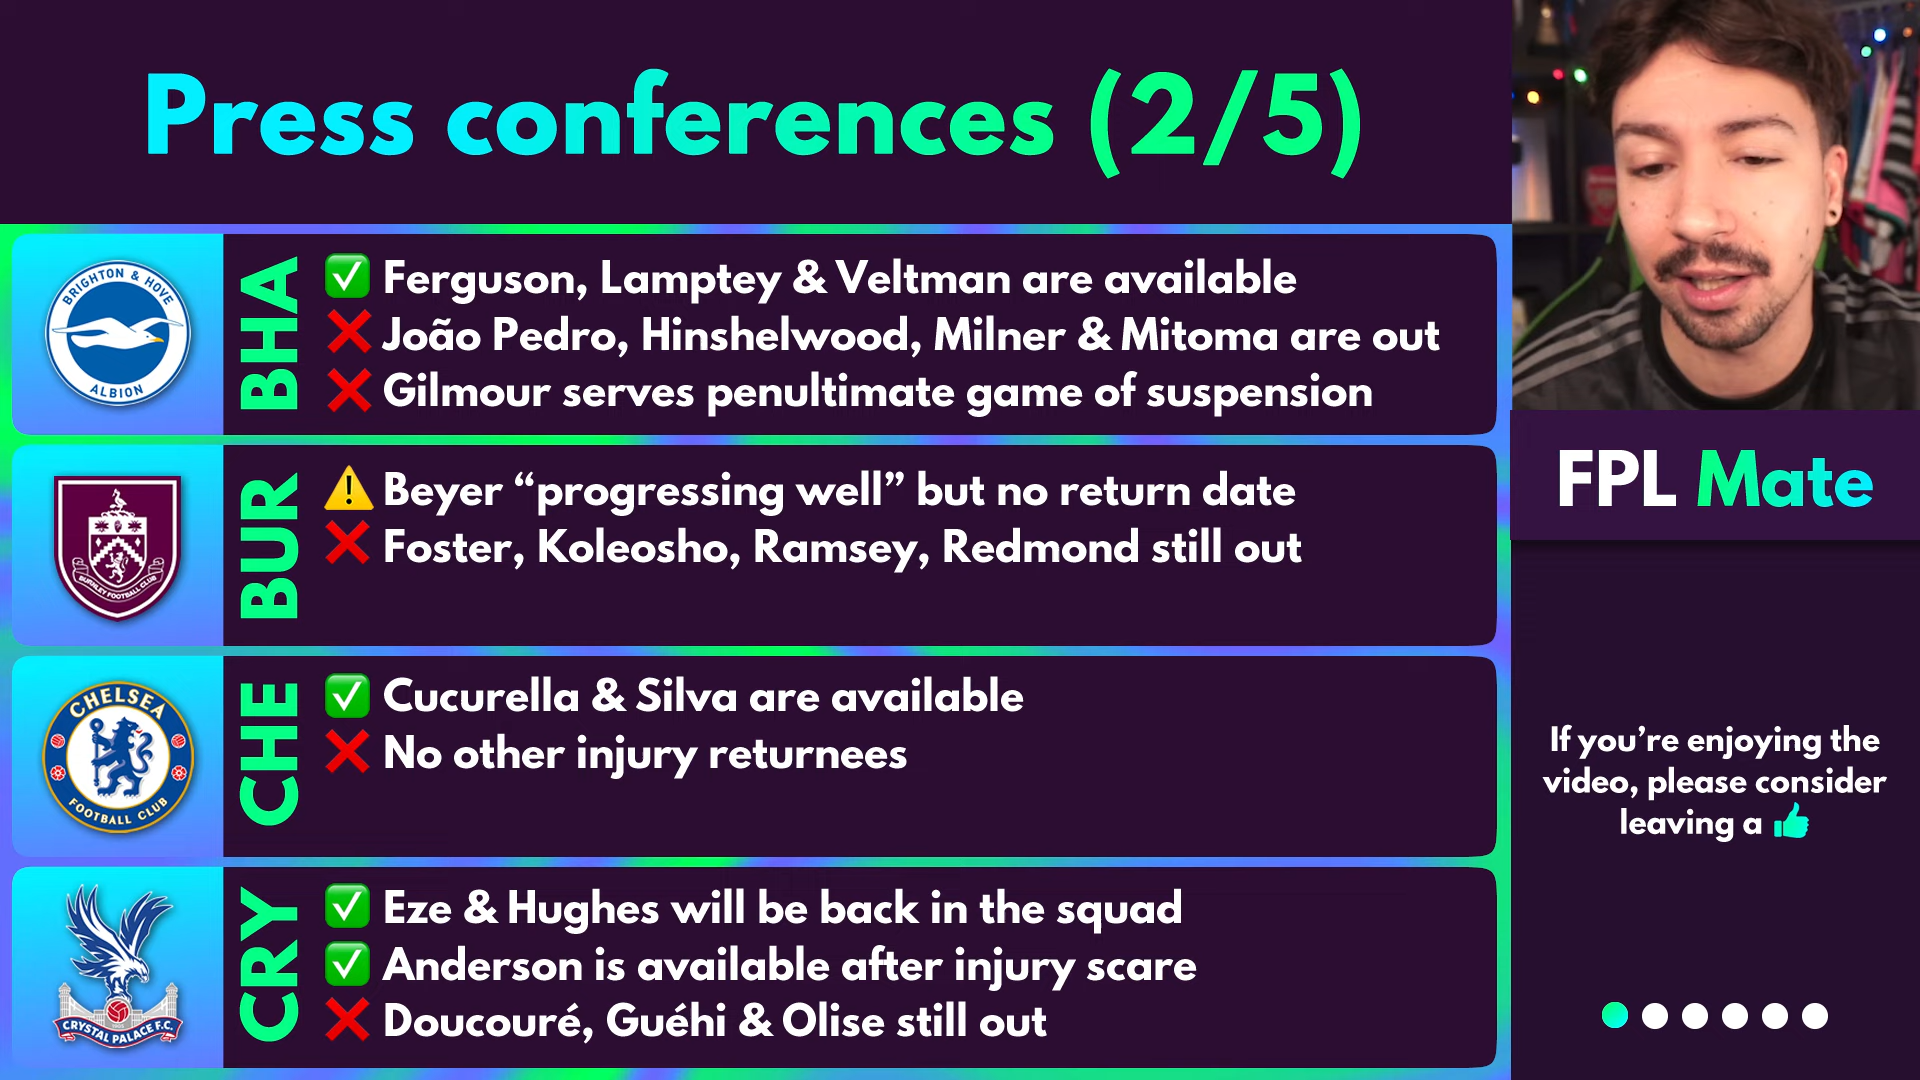 Press conferences (2/5)
BRIGHTON & HOVE
ALBION
BHA
✅ Ferguson, Lamptey & Veltman are available
❌ João Pedro, Hinshelwood, Milner & Mitoma are out
❌ Gilmour serves penultimate game of suspension
BURNLEY FOOTBALL CLUB
BUR
⚠️ Beyer “progressing well” but no return date
❌ Foster, Koleosho, Ramsey, Redmond still out
CHELSEA
FOOTBALL CLUB
CHE
✅ Cucurella & Silva are available
❌ No other injury returnees
CRYSTAL PALACE F.C.
CRY
✅ Eze & Hughes will be back in the squad
✅ Anderson is available after injury scare
❌ Doucouré, Guéhi & Olise still out
FPL Mate
If you’re enjoying the
video, please consider
leaving a 👍